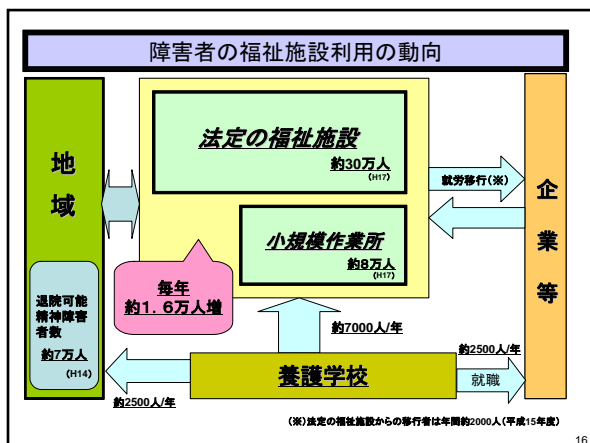 障害者の福祉施設利用の動向
地
域
法定の福祉施設
約30万人
(H17)
就労移行(※)
企
業
等
小規模作業所
約8万人
(H17)
毎年
約1.6万人増
退院可能
精神障害
者数
約7万人
(H14)
約7000人/年
約2500人/年
養護学校
就職
約2500人/年
(※)法定の福祉施設からの移行者は年間約2000人(平成15年度)
16